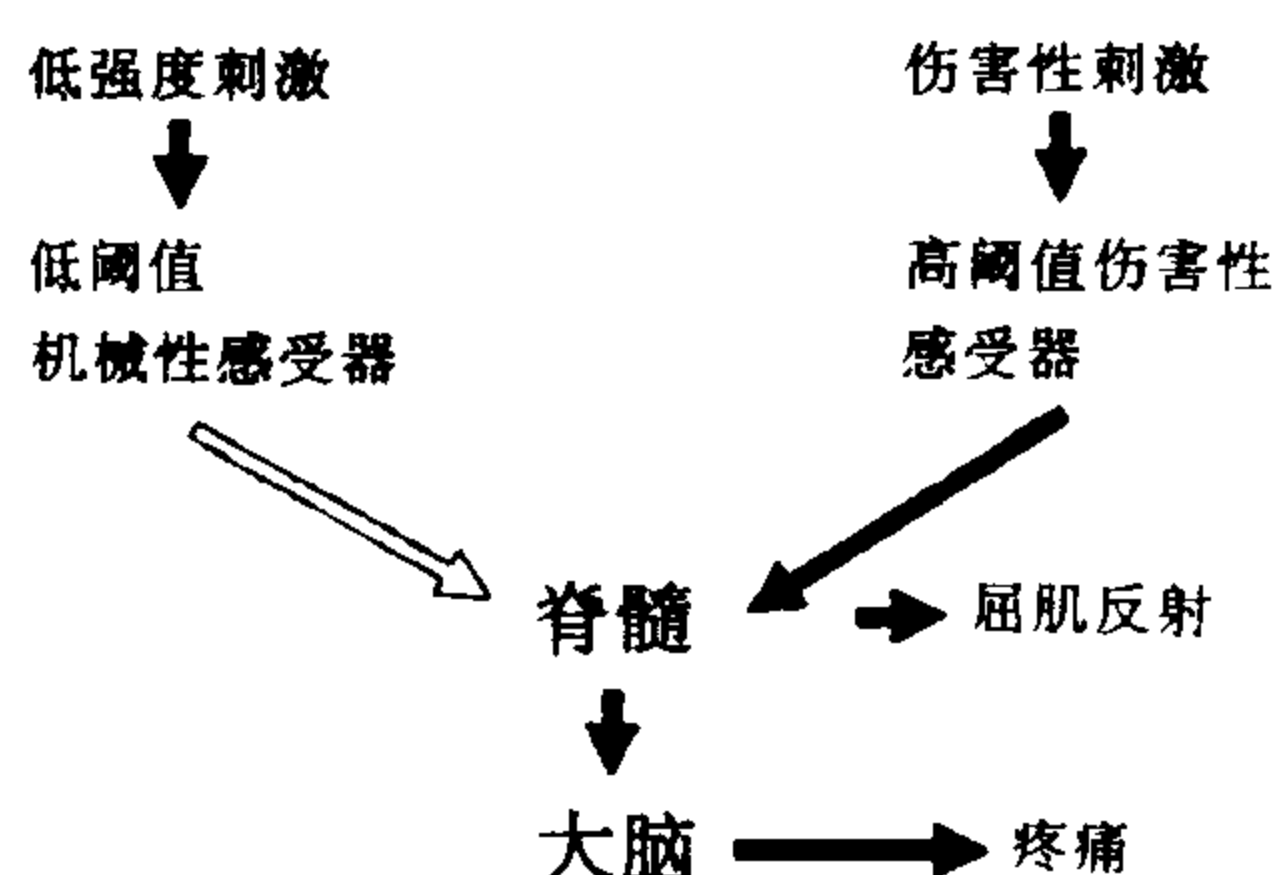 低强度刺激
伤害性刺激
低阈值
机械性感受器
高阈值伤害性
感受器
脊髓
屈肌反射
大脑
疼痛